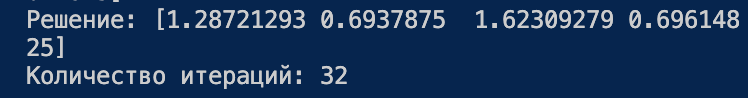 Решение: [1.28721293 0.6937875  1.62309279 0.696148
25]
Количество итераций: 32